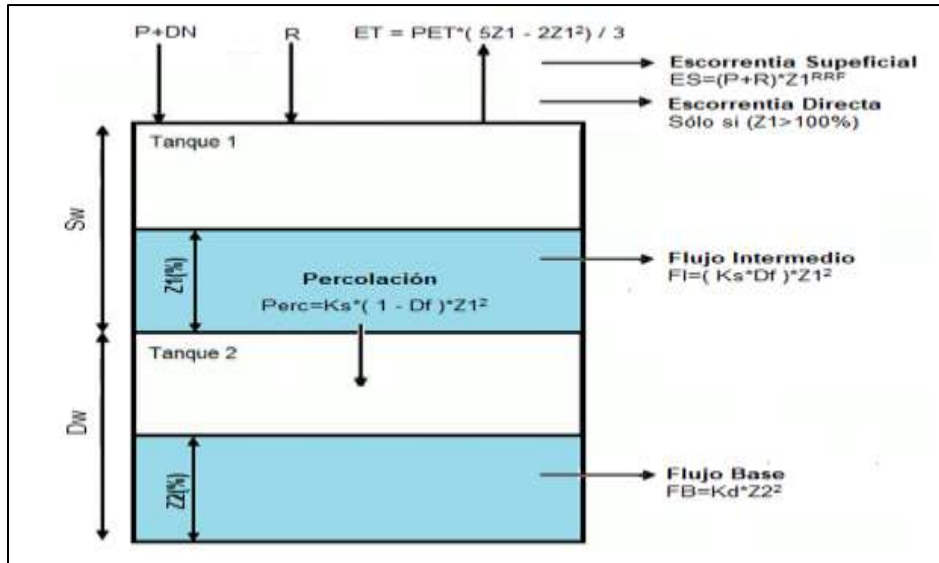 P+DN
R
ET = PET*( 5Z1 - 2Z1²) / 3
Escorrentia Supeficial
ES=(P+R)*Z1ᴿᴿᶠ
Escorrentia Directa
Sólo si (Z1>100%)
Tanque 1
Sw
Z1(%)
Percolación
Perc=Ks*( 1 - Df )*Z1²
Flujo Intermedio
FI=( Ks*Df )*Z1²
Tanque 2
Dw
Z2(%)
Flujo Base
FB=Kd*Z2²